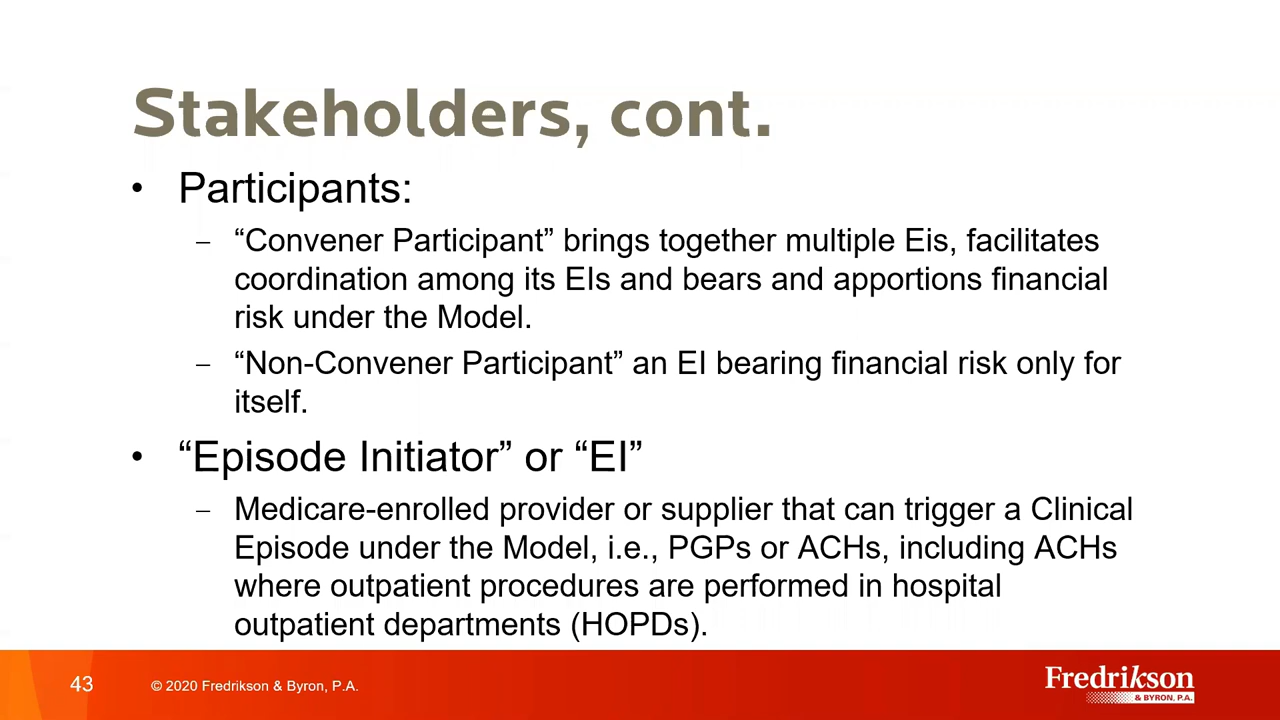 Stakeholders, cont.
• Participants:
– “Convener Participant” brings together multiple Eis, facilitates
coordination among its EIs and bears and apportions financial
risk under the Model.
– “Non-Convener Participant” an EI bearing financial risk only for
itself.
• “Episode Initiator” or “EI”
– Medicare-enrolled provider or supplier that can trigger a Clinical
Episode under the Model, i.e., PGPs or ACHs, including ACHs
where outpatient procedures are performed in hospital
outpatient departments (HOPDs).
43
© 2020 Fredrikson & Byron, P.A.
Fredrikson
& BYRON, P.A.